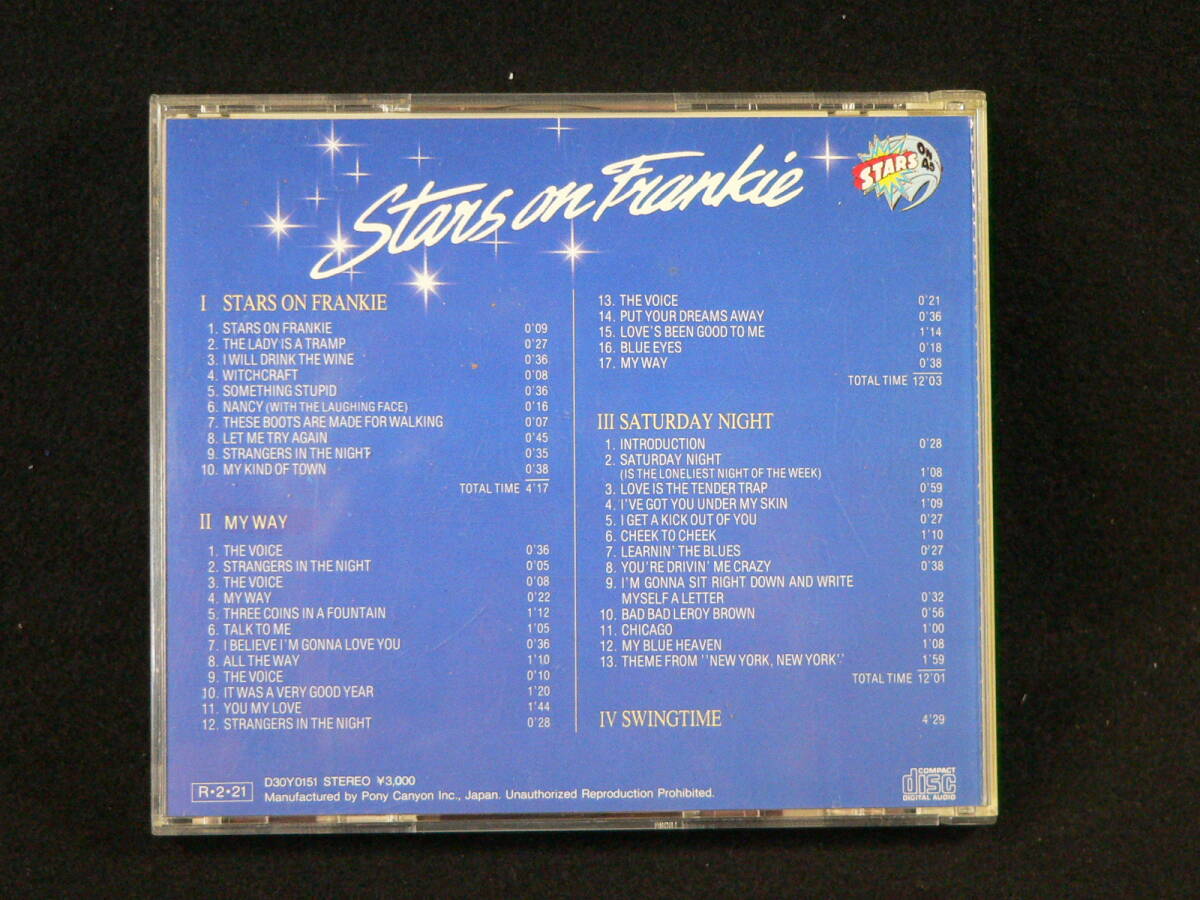 Stars on Frankie
STARS ON 45
I STARS ON FRANKIE
1. STARS ON FRANKIE 0'09
2. THE LADY IS A TRAMP 0'27
3. I WILL DRINK THE WINE 0'36
4. WITCHCRAFT 0'08
5. SOMETHING STUPID 0'36
6. NANCY (WITH THE LAUGHING FACE) 0'16
7. THESE BOOTS ARE MADE FOR WALKING 0'07
8. LET ME TRY AGAIN 0'45
9. STRANGERS IN THE NIGHT 0'35
10. MY KIND OF TOWN 0'38
TOTAL TIME 4'17
II MY WAY
1. THE VOICE 0'36
2. STRANGERS IN THE NIGHT 0'05
3. THE VOICE 0'08
4. MY WAY 0'22
5. THREE COINS IN A FOUNTAIN 1'12
6. TALK TO ME 1'05
7. I BELIEVE I'M GONNA LOVE YOU 0'36
8. ALL THE WAY 1'10
9. THE VOICE 0'10
10. IT WAS A VERY GOOD YEAR 1'20
11. YOU MY LOVE 1'44
12. STRANGERS IN THE NIGHT 0'28
13. THE VOICE 0'21
14. PUT YOUR DREAMS AWAY 0'36
15. LOVE'S BEEN GOOD TO ME 1'14
16. BLUE EYES 0'18
17. MY WAY 0'38
TOTAL TIME 12'03
III SATURDAY NIGHT
1. INTRODUCTION 0'28
2. SATURDAY NIGHT
(IS THE LONELIEST NIGHT OF THE WEEK) 1'08
3. LOVE IS THE TENDER TRAP 0'59
4. I'VE GOT YOU UNDER MY SKIN 1'09
5. I GET A KICK OUT OF YOU 0'27
6. CHEEK TO CHEEK 1'10
7. LEARNIN' THE BLUES 0'27
8. YOU'RE DRIVIN' ME CRAZY 0'38
9. I'M GONNA SIT RIGHT DOWN AND WRITE
MYSELF A LETTER 0'32
10. BAD BAD LEROY BROWN 0'56
11. CHICAGO 1'00
12. MY BLUE HEAVEN 1'08
13. THEME FROM "NEW YORK, NEW YORK" 1'59
TOTAL TIME 12'01
IV SWINGTIME 4'29
R・2・21
D30Y0151 STEREO ¥3,000
Manufactured by Pony Canyon Inc., Japan. Unauthorized Reproduction Prohibited.
COMPACT
disc
DIGITAL AUDIO